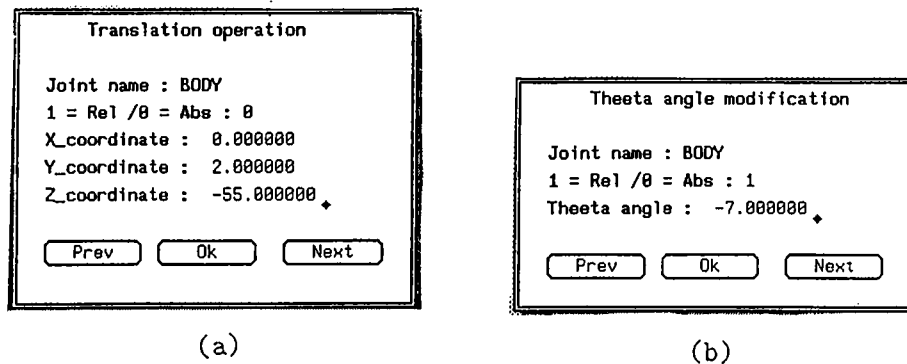 Translation operation
Joint name : BODY
1 = Rel /0 = Abs : 0
X_coordinate : 0.000000
Y_coordinate : 2.000000
Z_coordinate : -55.000000
Prev Ok Next
(a)
Theeta angle modification
Joint name : BODY
1 = Rel /0 = Abs : 1
Theeta angle : -7.000000
Prev Ok Next
(b)